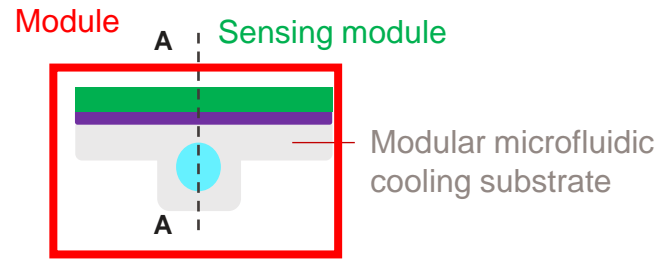 Module
A
Sensing module
Modular microfluidic
cooling substrate
A